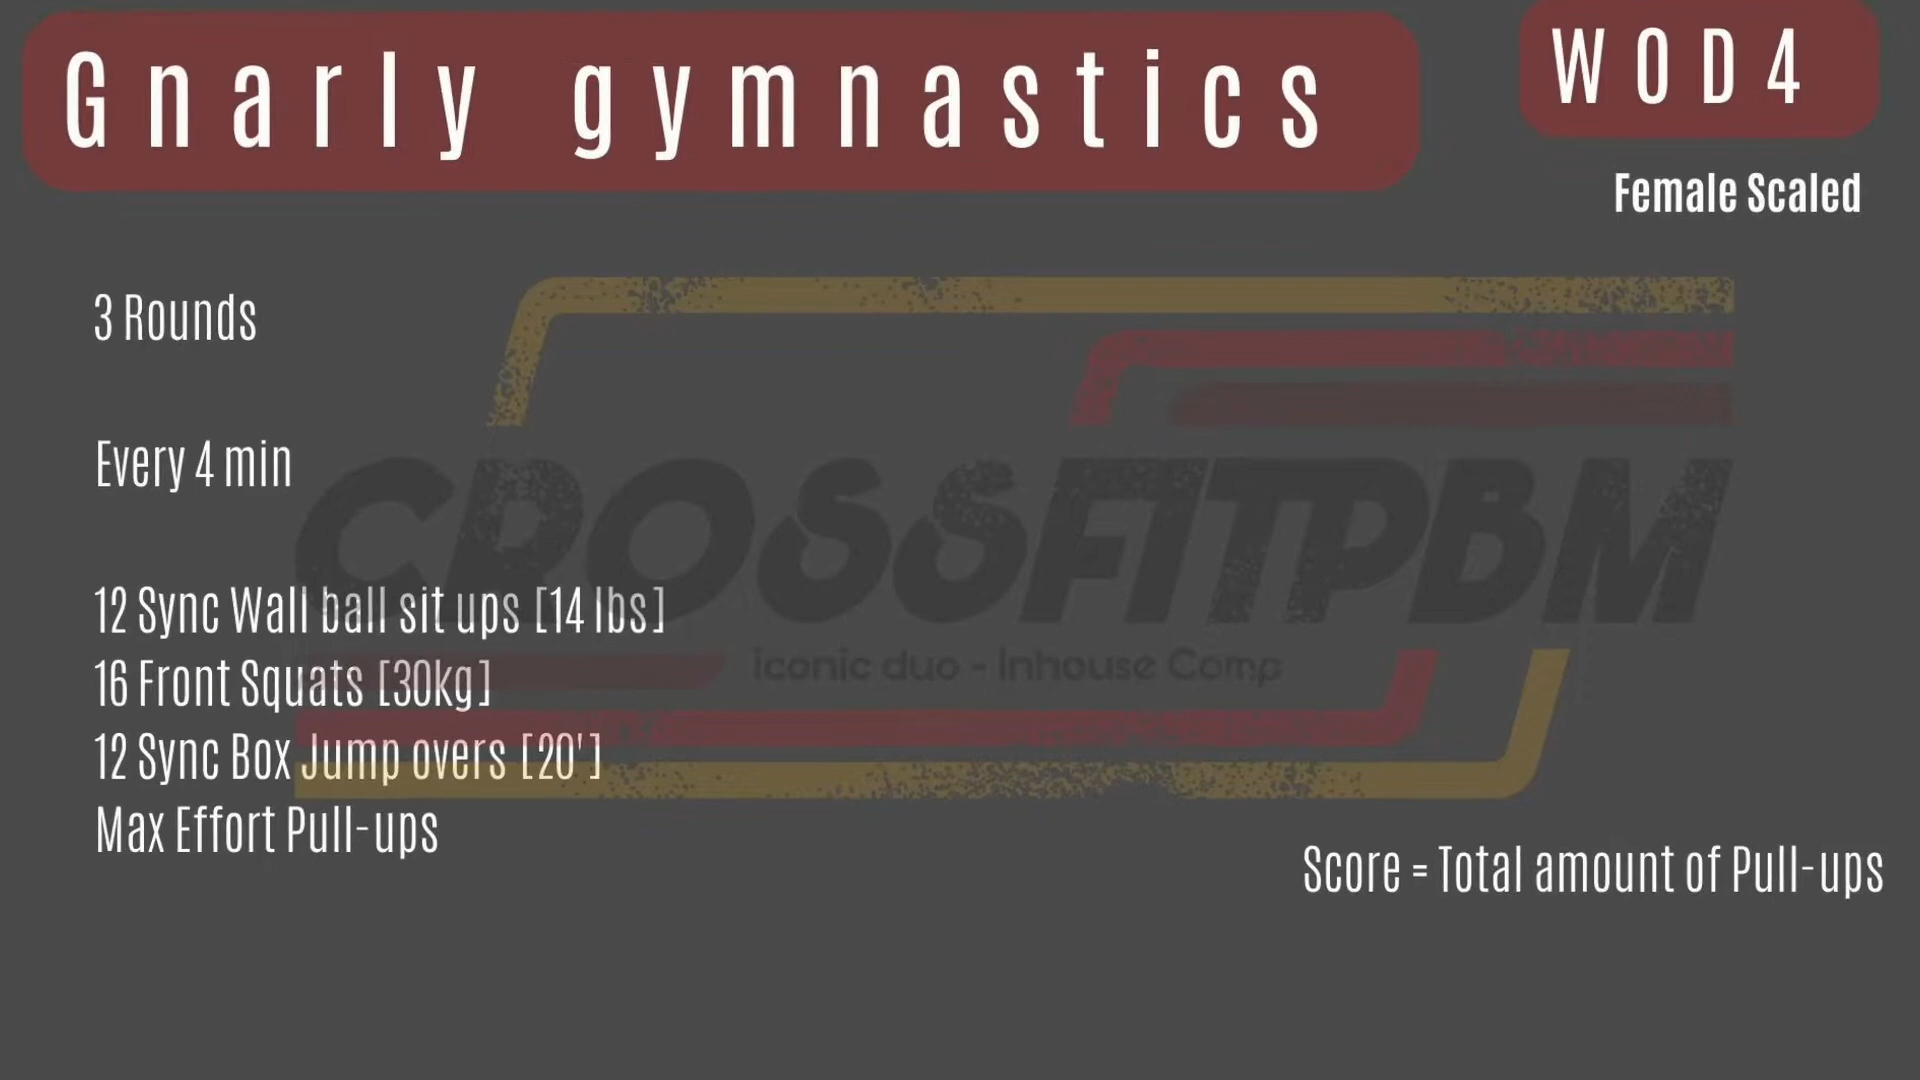 Gnarly gymnastics
WOD4
Female Scaled
3 Rounds
Every 4 min
CROSSFITPBM
iconic duo - Inhouse Comp
12 Sync Wall ball sit ups [14 lbs]
16 Front Squats [30kg]
12 Sync Box Jump overs [20']
Max Effort Pull-ups
Score = Total amount of Pull-ups